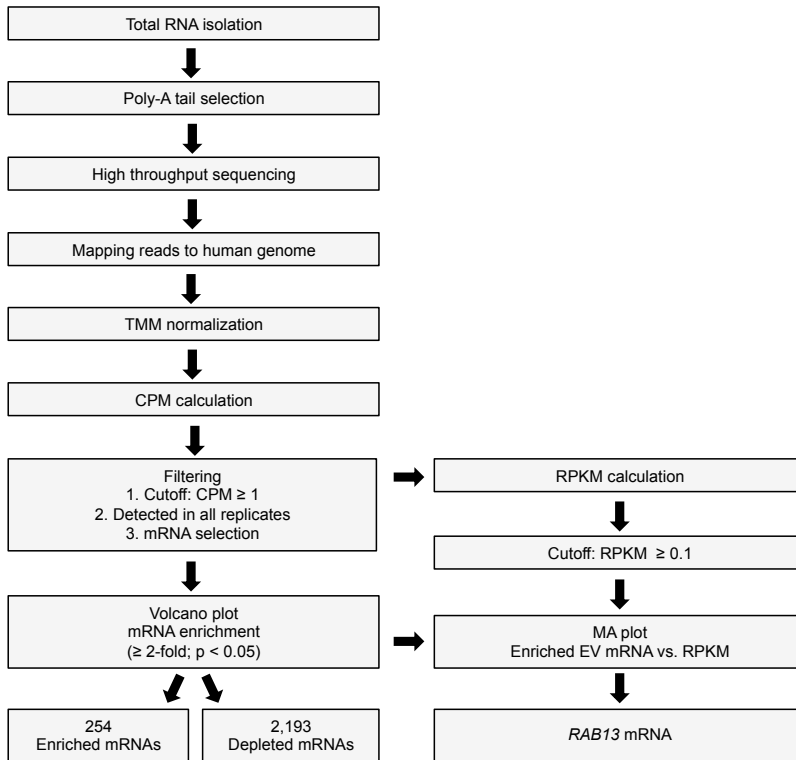 Total RNA isolation
Poly-A tail selection
High throughput sequencing
Mapping reads to human genome
TMM normalization
CPM calculation
Filtering
1. Cutoff: CPM ≥ 1
2. Detected in all replicates
3. mRNA selection
RPKM calculation
Cutoff: RPKM ≥ 0.1
Volcano plot
mRNA enrichment
(≥ 2-fold; p < 0.05)
MA plot
Enriched EV mRNA vs. RPKM
254
Enriched mRNAs
2,193
Depleted mRNAs
RAB13 mRNA